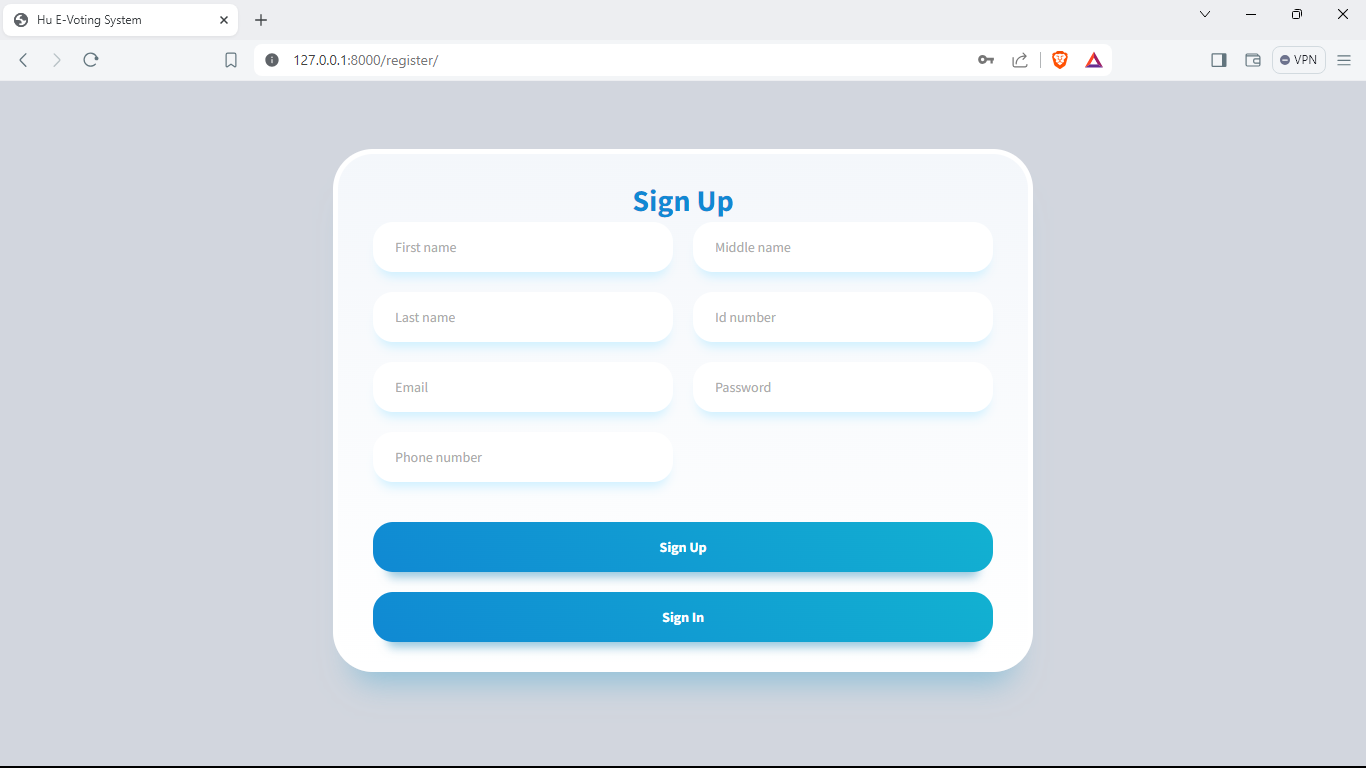 Hu E-Voting System
127.0.0.1:8000/register/
VPN
Sign Up
First name
Middle name
Last name
Id number
Email
Password
Phone number
Sign Up
Sign In